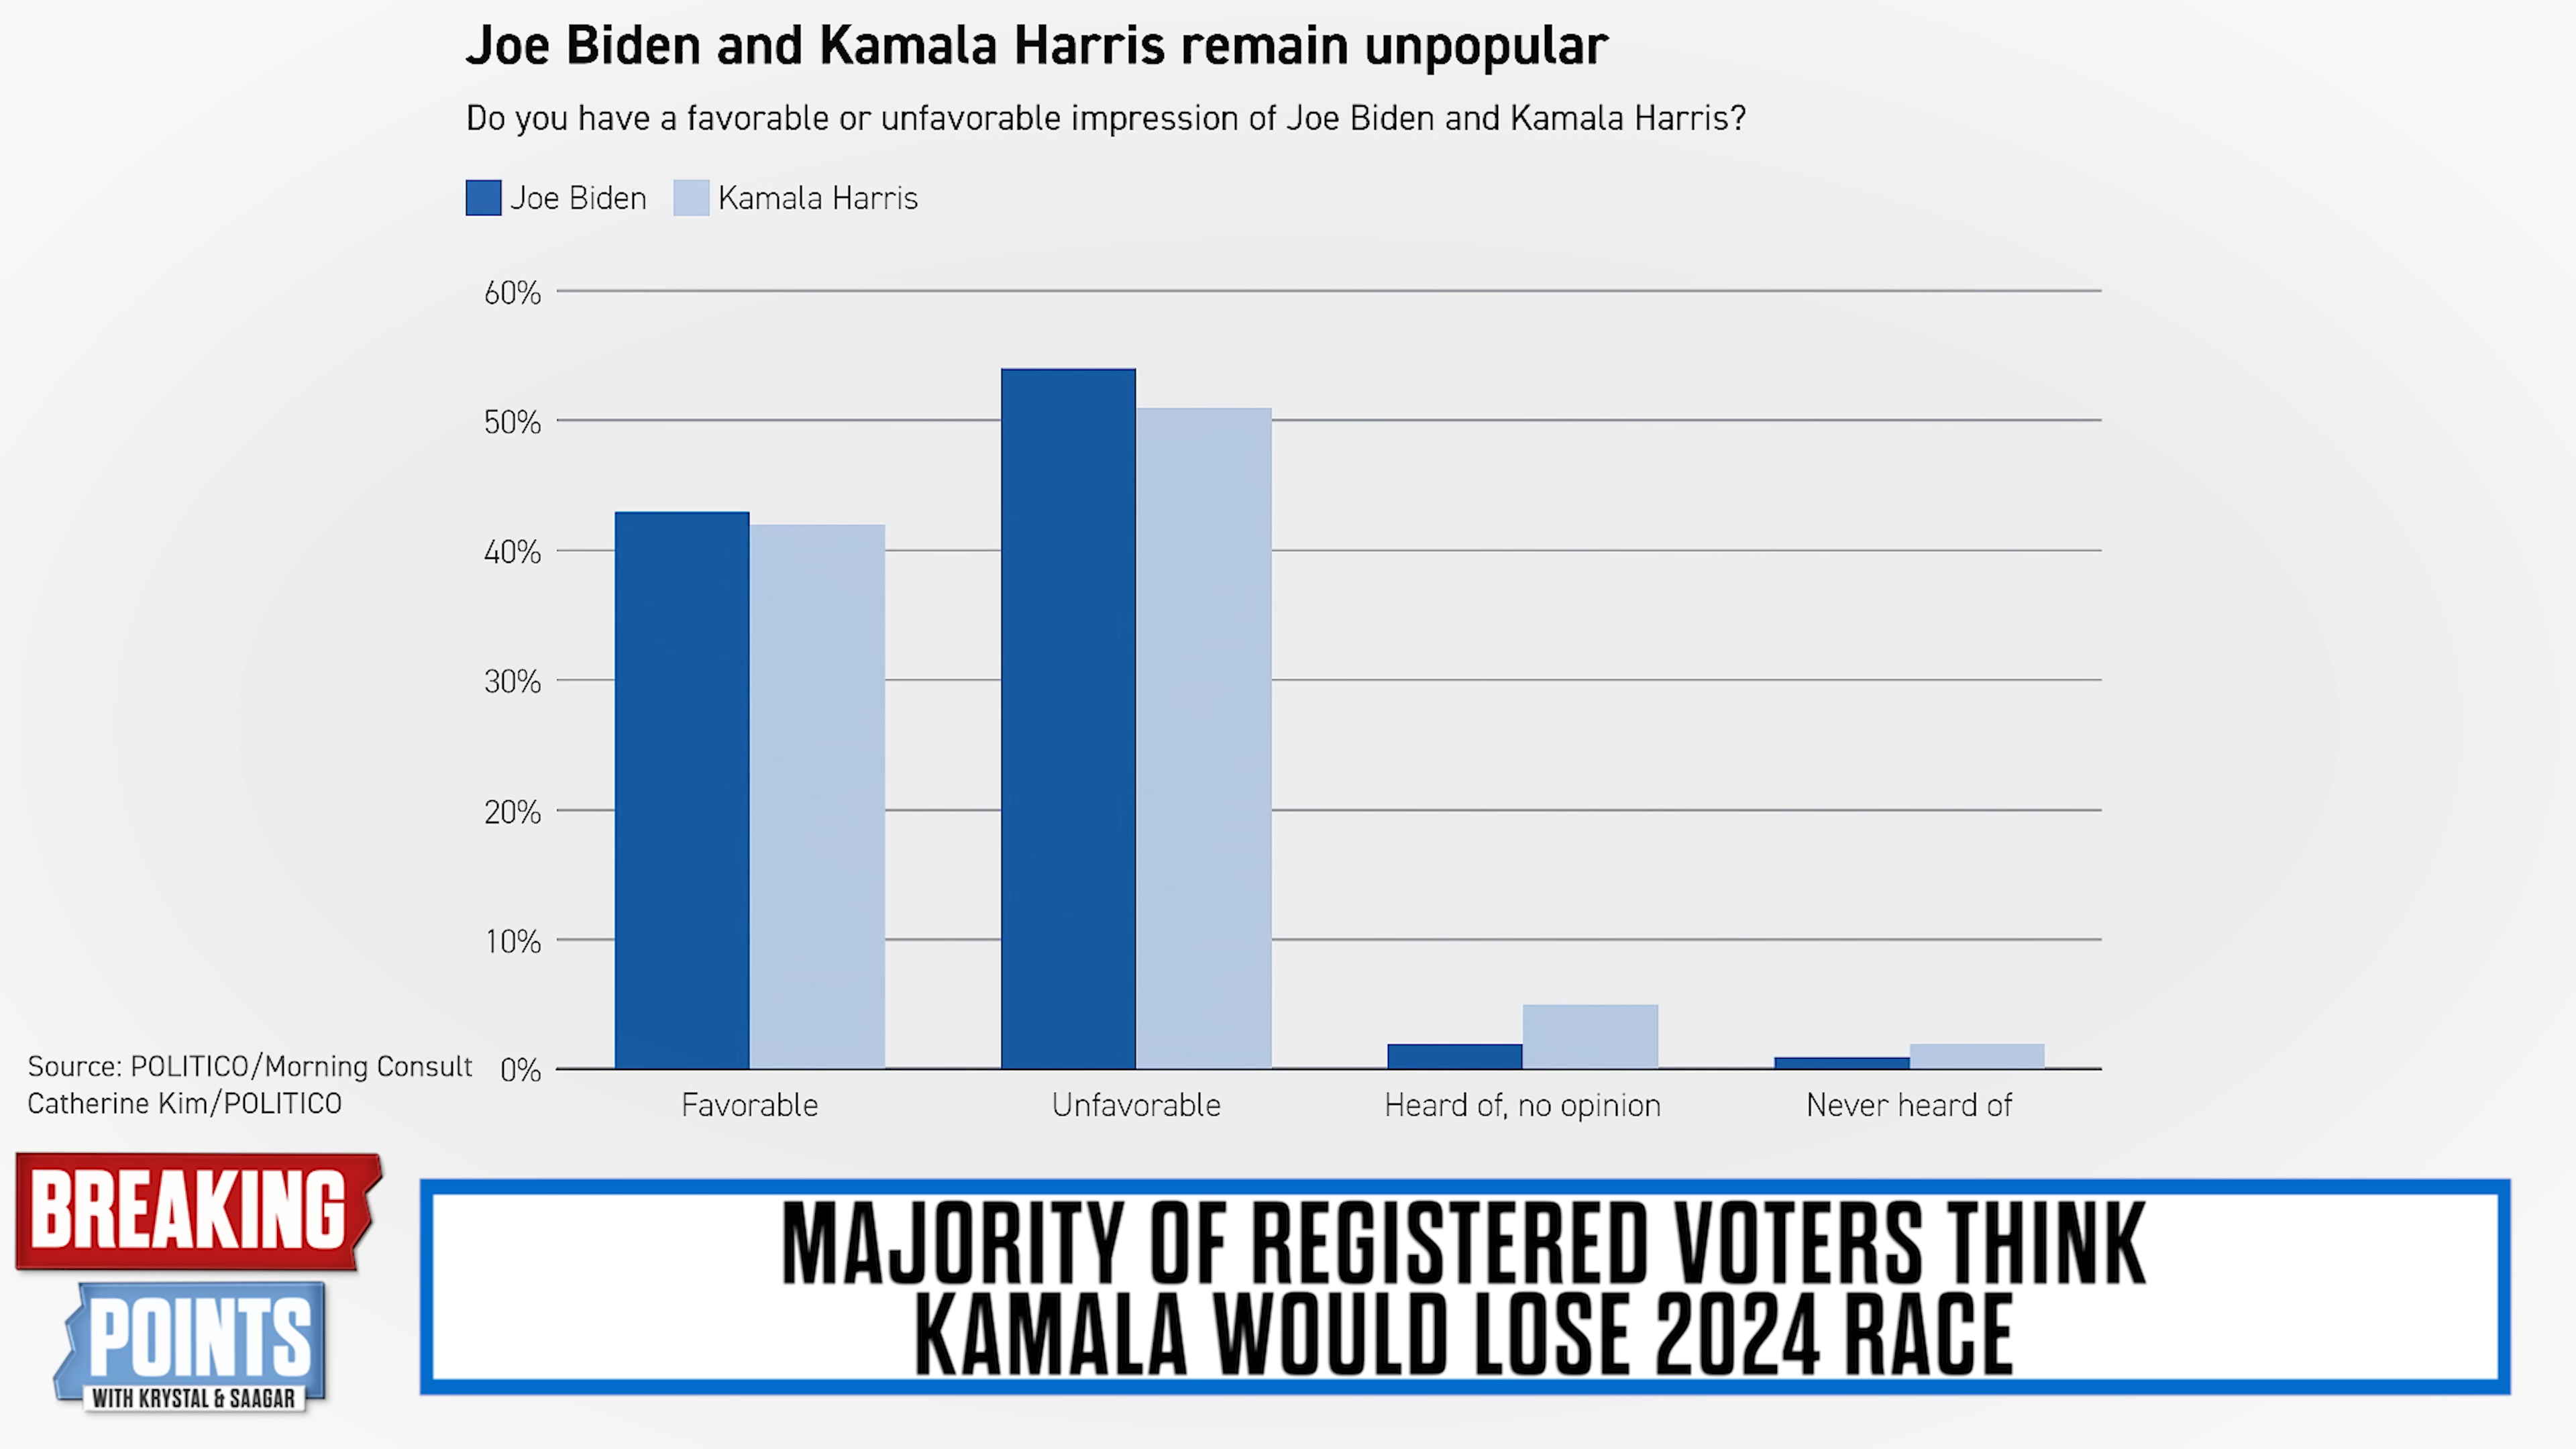 Joe Biden and Kamala Harris remain unpopular
Do you have a favorable or unfavorable impression of Joe Biden and Kamala Harris?
Joe Biden Kamala Harris
60%
50%
40%
30%
20%
10%
0%
Favorable Unfavorable Heard of, no opinion Never heard of
Source: POLITICO/Morning Consult
Catherine Kim/POLITICO
BREAKING
POINTS
WITH KRYSTAL & SAAGAR
MAJORITY OF REGISTERED VOTERS THINK
KAMALA WOULD LOSE 2024 RACE